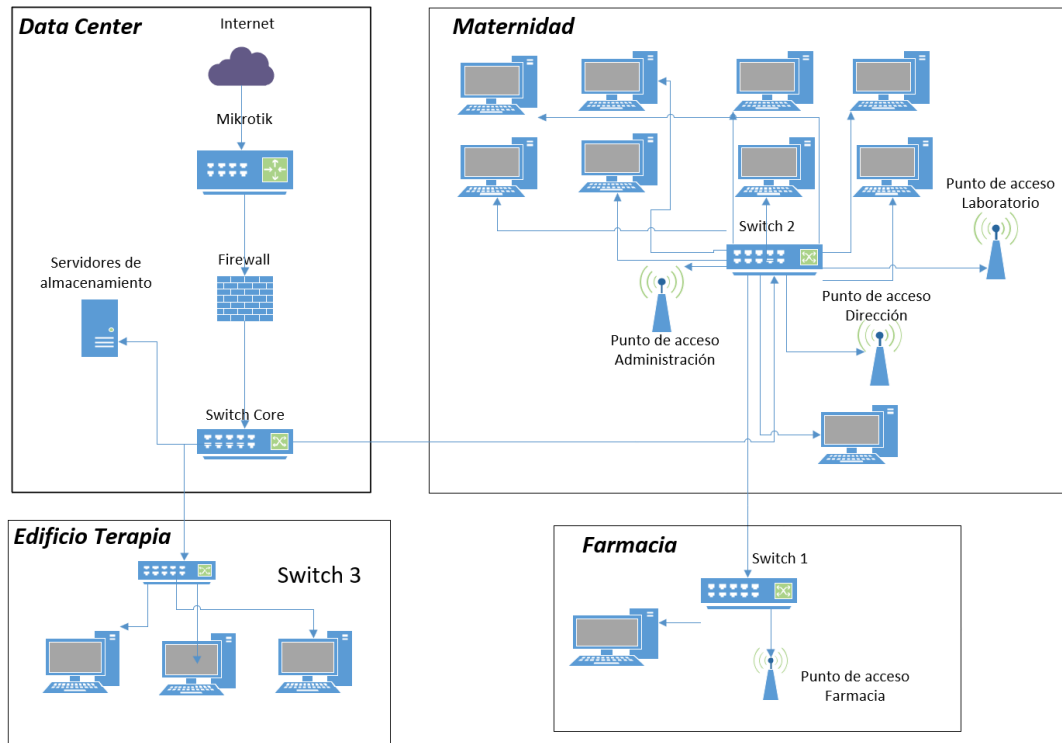 Data Center
Internet
Mikrotik
Firewall
Servidores de
almacenamiento
Switch Core
Maternidad
Switch 2
Punto de acceso
Laboratorio
Punto de acceso
Dirección
Punto de acceso
Administración
Edificio Terapia
Switch 3
Farmacia
Switch 1
Punto de acceso
Farmacia